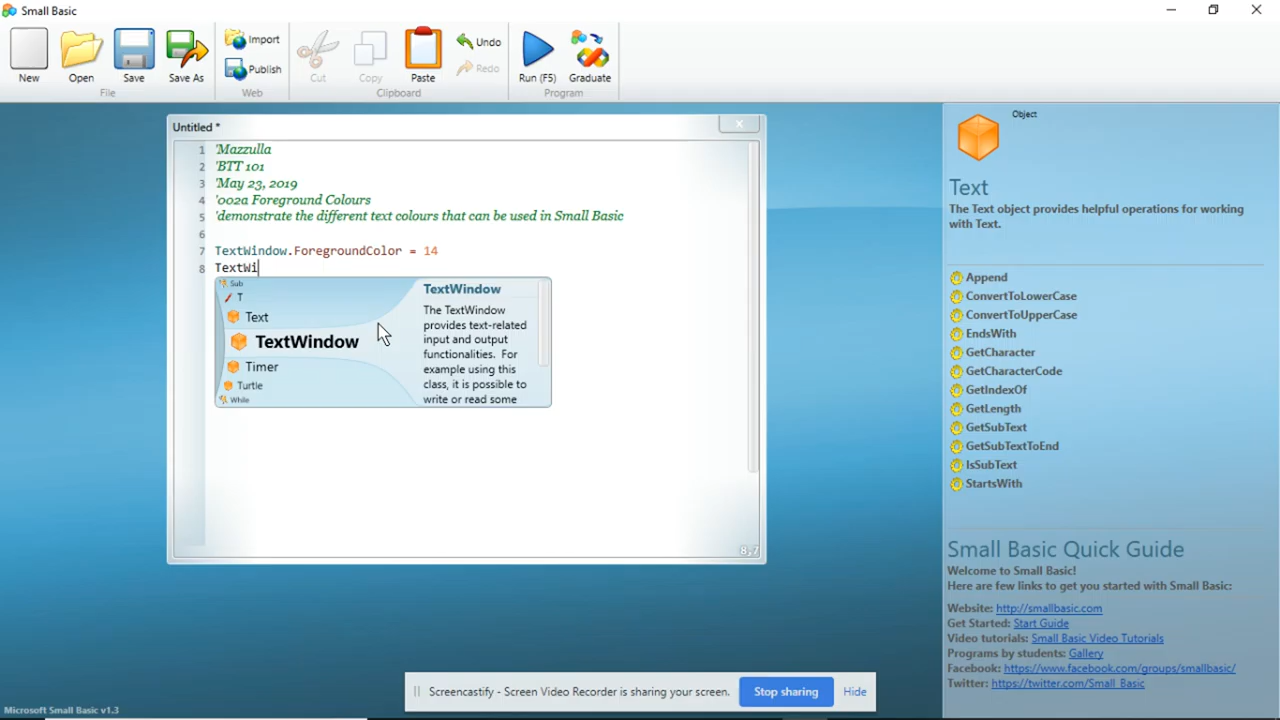 Small Basic
New
Open
Save
Save As
File
Import
Publish
Web
Cut
Copy
Paste
Undo
Redo
Clipboard
Run (F5)
Graduate
Program
Untitled *
1 'Mazzulla
2 'BTT 101
3 'May 23, 2019
4 '002a Foreground Colours
5 'demonstrate the different text colours that can be used in Small Basic
6
7 TextWindow.ForegroundColor = 14
8 TextWi
Sub
T
Text
TextWindow
Timer
Turtle
While
TextWindow
The TextWindow
provides text-related
input and output
functionalities. For
example using this
class, it is possible to
write or read some
8,7
Object
Text
The Text object provides helpful operations for working
with Text.
Append
ConvertToLowerCase
ConvertToUpperCase
EndsWith
GetCharacter
GetCharacterCode
GetIndexOf
GetLength
GetSubText
GetSubTextToEnd
IsSubText
StartsWith
Small Basic Quick Guide
Welcome to Small Basic!
Here are few links to get you started with Small Basic:
Website: http://smallbasic.com
Get Started: Start Guide
Video tutorials: Small Basic Video Tutorials
Programs by students: Gallery
Facebook: https://www.facebook.com/groups/smallbasic/
Twitter: https://twitter.com/Small_Basic
Screencastify - Screen Video Recorder is sharing your screen.
Stop sharing
Hide
Microsoft Small Basic v1.3